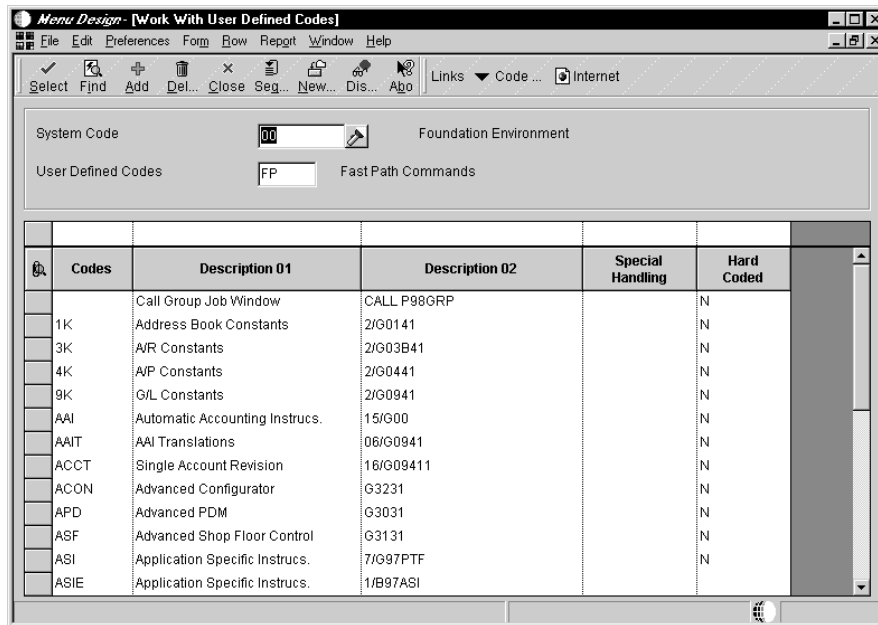 Menu Design - [Work With User Defined Codes]
File Edit Preferences Form Row Report Window Help
Select Find Add Del... Close Seq... New... Dis... Abo Links Code ... Internet
System Code 00 Foundation Environment
User Defined Codes FP Fast Path Commands
Codes Description 01 Description 02 Special Handling Hard Coded
Call Group Job Window CALL P98GRP N
1K Address Book Constants 2/G0141 N
3K A/R Constants 2/G03B41 N
4K A/P Constants 2/G0441 N
9K G/L Constants 2/G0941 N
AAI Automatic Accounting Instrucs. 15/G00 N
AAIT AAI Translations 06/G0941 N
ACCT Single Account Revision 16/G09411 N
ACON Advanced Configurator G3231 N
APD Advanced PDM G3031 N
ASF Advanced Shop Floor Control G3131 N
ASI Application Specific Instrucs. 7/G97PTF N
ASIE Application Specific Instrucs. 1/B97ASI